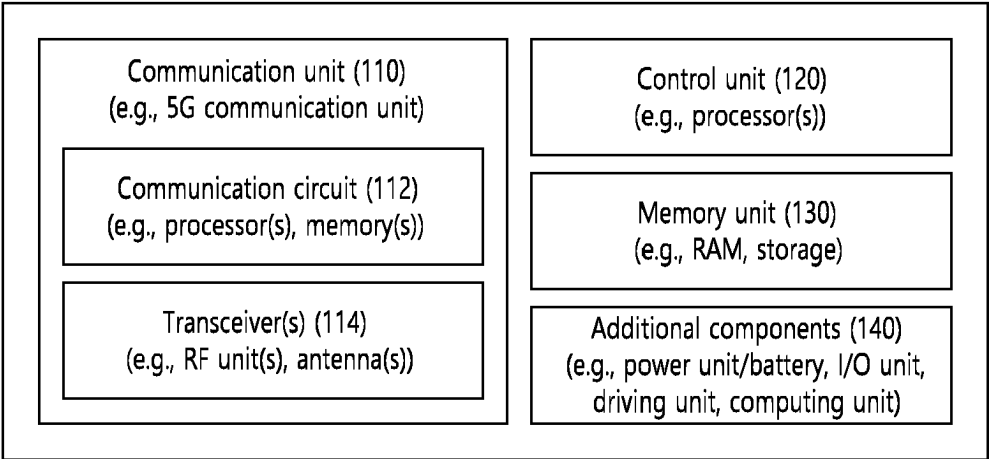 Communication unit (110)
(e.g., 5G communication unit)
Communication circuit (112)
(e.g., processor(s), memory(s))
Transceiver(s) (114)
(e.g., RF unit(s), antenna(s))
Control unit (120)
(e.g., processor(s))
Memory unit (130)
(e.g., RAM, storage)
Additional components (140)
(e.g., power unit/battery, I/O unit,
driving unit, computing unit)